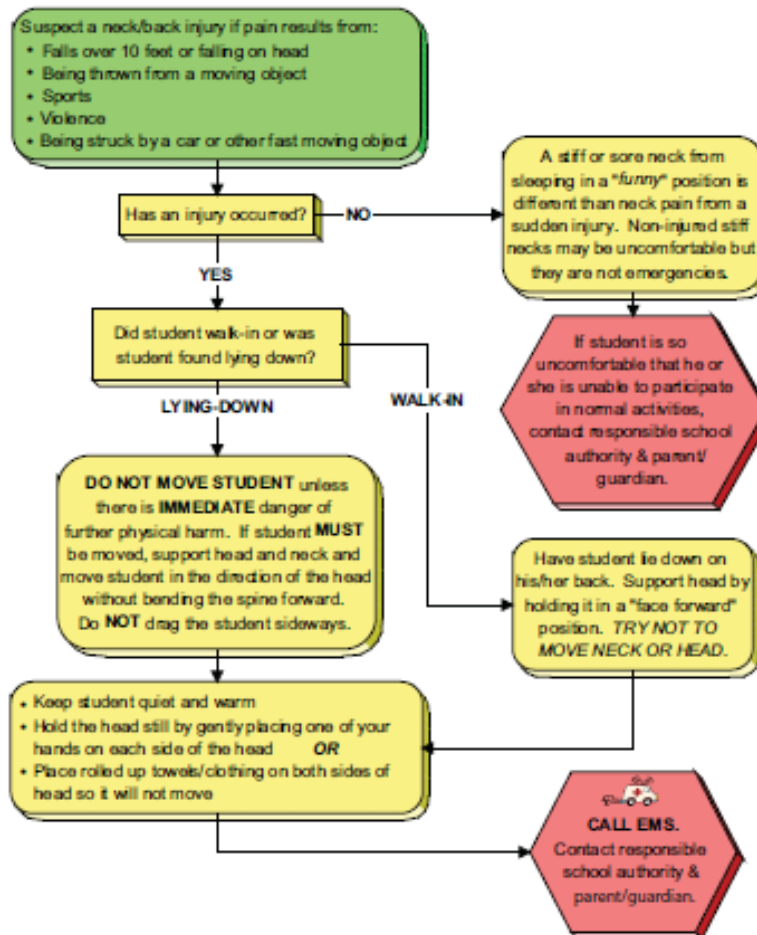 Suspect a neck/back injury if pain results from:
• Falls over 10 feet or falling on head
• Being thrown from a moving object
• Sports
• Violence
• Being struck by a car or other fast moving object
Has an injury occurred?
NO
A stiff or sore neck from
sleeping in a "funny" position is
different than neck pain from a
sudden injury. Non-injured stiff
necks may be uncomfortable but
they are not emergencies.
YES
If student is so
uncomfortable that he or
she is unable to participate
in normal activities,
contact responsible school
authority & parent/
guardian.
Did student walk-in or was
student found lying down?
LYING-DOWN
WALK-IN
DO NOT MOVE STUDENT unless
there is IMMEDIATE danger of
further physical harm. If student MUST
be moved, support head and neck and
move student in the direction of the head
without bending the spine forward.
Do NOT drag the student sideways.
Have student lie down on
his/her back. Support head by
holding it in a "face forward"
position. TRY NOT TO
MOVE NECK OR HEAD.
• Keep student quiet and warm
• Hold the head still by gently placing one of your
hands on each side of the head OR
• Place rolled up towels/clothing on both sides of
head so it will not move
CALL EMS.
Contact responsible
school authority &
parent/guardian.